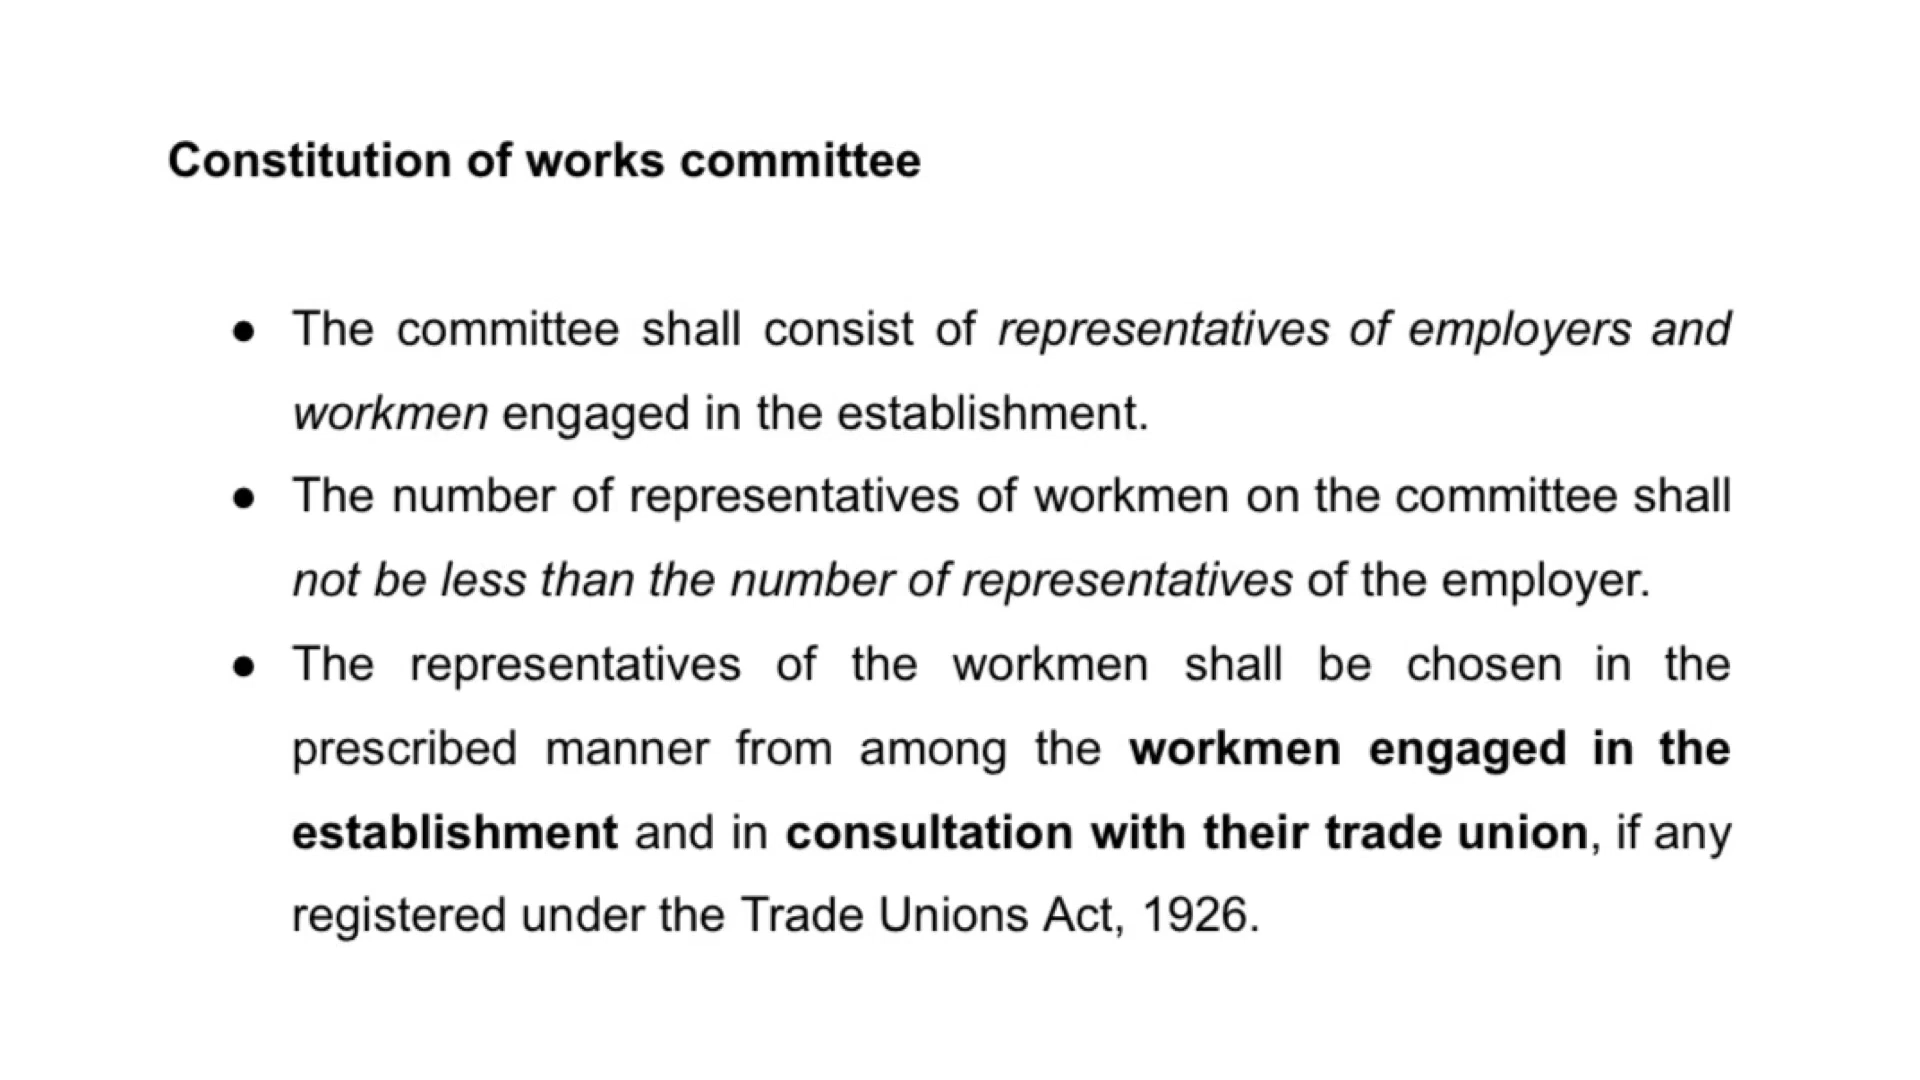 Constitution of works committee
● The committee shall consist of representatives of employers and
workmen engaged in the establishment.
● The number of representatives of workmen on the committee shall
not be less than the number of representatives of the employer.
● The representatives of the workmen shall be chosen in the
prescribed manner from among the workmen engaged in the
establishment and in consultation with their trade union, if any
registered under the Trade Unions Act, 1926.